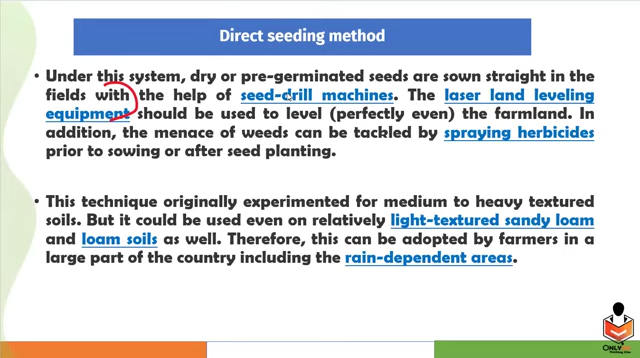 Direct seeding method
Under this system, dry or pre-germinated seeds are sown straight in the
fields with the help of seed-drill machines. The laser land leveling
equipment should be used to level (perfectly even) the farmland. In
addition, the menace of weeds can be tackled by spraying herbicides
prior to sowing or after seed planting.
This technique originally experimented for medium to heavy textured
soils. But it could be used even on relatively light-textured sandy loam
and loam soils as well. Therefore, this can be adopted by farmers in a
large part of the country including the rain-dependent areas.
ONLY